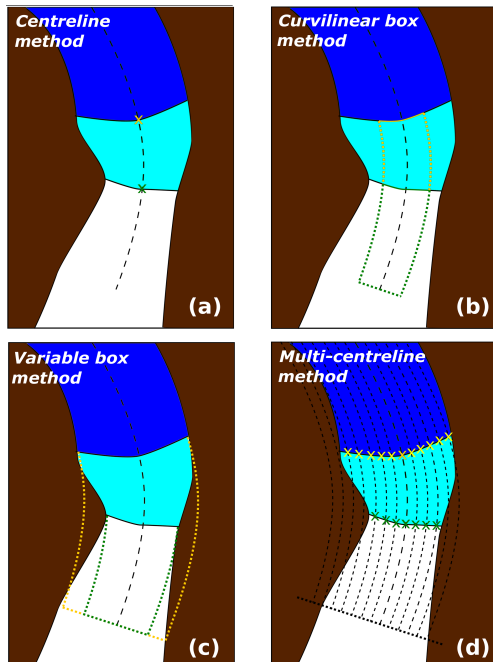 Centreline
method
(a)
Curvilinear box
method
(b)
Variable box
method
(c)
Multi-centreline
method
(d)